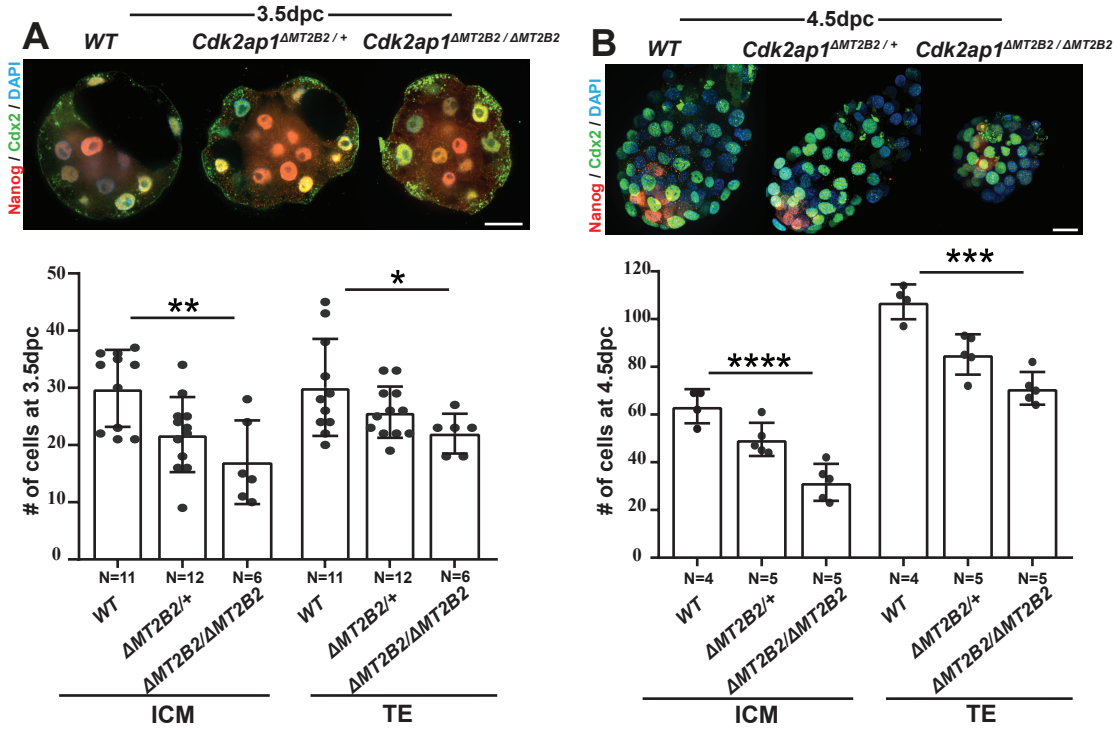 A
3.5dpc
WT
Cdk2ap1ΔMT2B2 / +
Cdk2ap1ΔMT2B2 / ΔMT2B2
Nanog / Cdx2 / DAPI
# of cells at 3.5dpc
50
40
30
20
10
0
**
*
N=11
N=12
N=6
N=11
N=12
N=6
WT
ΔMT2B2/+
ΔMT2B2/ΔMT2B2
WT
ΔMT2B2/+
ΔMT2B2/ΔMT2B2
ICM
TE
B
4.5dpc
WT
Cdk2ap1ΔMT2B2 / +
Cdk2ap1ΔMT2B2 / ΔMT2B2
Nanog / Cdx2 / DAPI
# of cells at 4.5dpc
120
100
80
60
40
20
0
****
***
N=4
N=5
N=5
N=4
N=5
N=5
WT
ΔMT2B2/+
ΔMT2B2/ΔMT2B2
WT
ΔMT2B2/+
ΔMT2B2/ΔMT2B2
ICM
TE